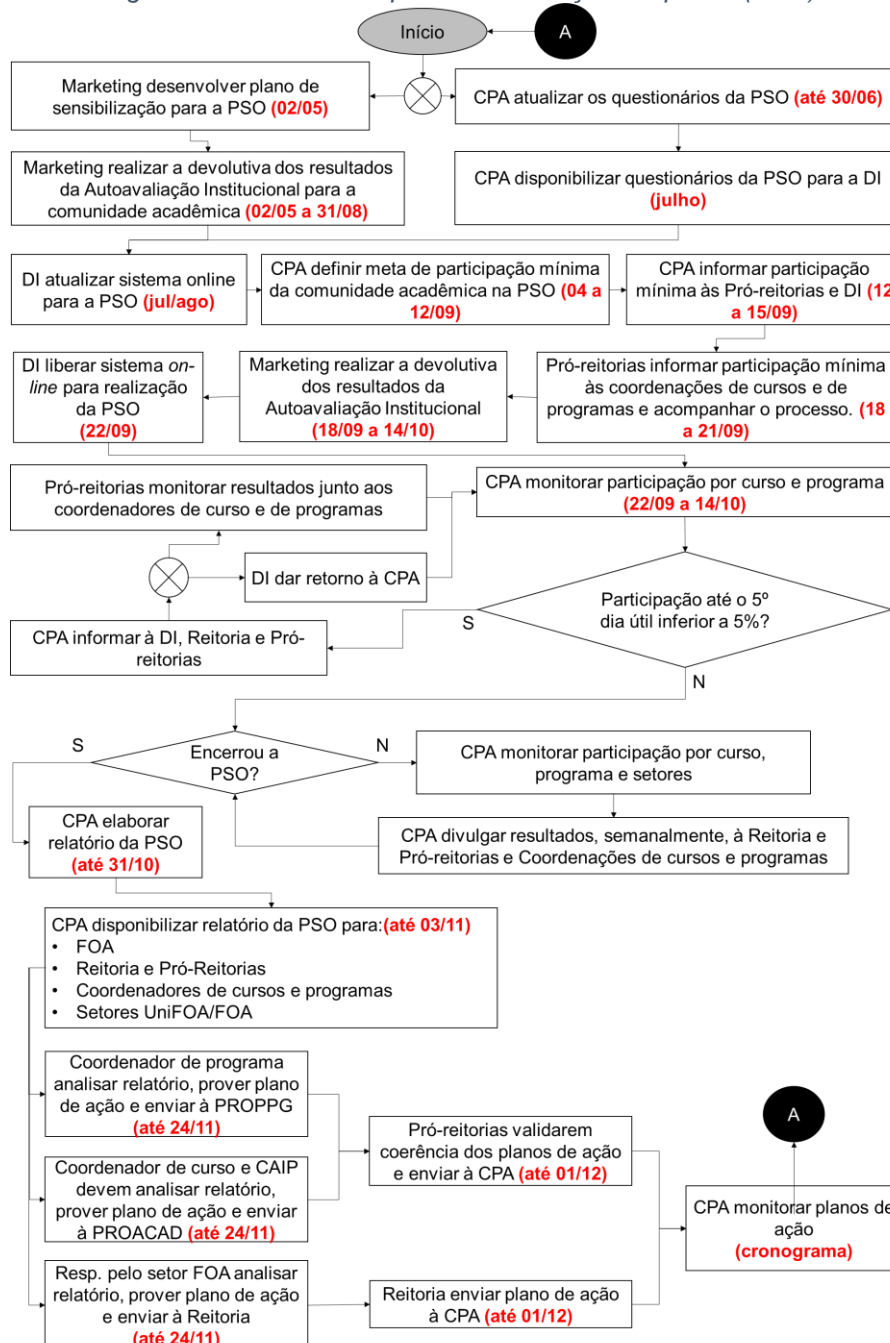 Início
A
Marketing desenvolver plano de
sensibilização para a PSO (02/05)
CPA atualizar os questionários da PSO (até 30/06)
Marketing realizar a devolutiva dos resultados
da Autoavaliação Institucional para a
comunidade acadêmica (02/05 a 31/08)
CPA disponibilizar questionários da PSO para a DI
(julho)
DI atualizar sistema online
para a PSO (jul/ago)
CPA definir meta de participação mínima
da comunidade acadêmica na PSO (04 a
12/09)
CPA informar participação
mínima às Pró-reitorias e DI (12
a 15/09)
DI liberar sistema on-
line para realização
da PSO
(22/09)
Marketing realizar a devolutiva
dos resultados da
Autoavaliação Institucional
(18/09 a 14/10)
Pró-reitorias informar participação mínima
às coordenações de cursos e de
programas e acompanhar o processo. (18
a 21/09)
Pró-reitorias monitorar resultados junto aos
coordenadores de curso e de programas
CPA monitorar participação por curso e programa
(22/09 a 14/10)
DI dar retorno à CPA
Participação até o 5º
dia útil inferior a 5%?
S
CPA informar à DI, Reitoria e Pró-
reitorias
N
S
Encerrou a
PSO?
N
CPA monitorar participação por curso,
programa e setores
CPA elaborar
relatório da PSO
(até 31/10)
CPA divulgar resultados, semanalmente, à Reitoria e
Pró-reitorias e Coordenações de cursos e programas
CPA disponibilizar relatório da PSO para:(até 03/11)
• FOA
• Reitoria e Pró-Reitorias
• Coordenadores de cursos e programas
• Setores UniFOA/FOA
Coordenador de programa
analisar relatório, prover plano
de ação e enviar à PROPPG
(até 24/11)
A
Pró-reitorias validarem
coerência dos planos de ação
e enviar à CPA (até 01/12)
Coordenador de curso e CAIP
devem analisar relatório,
prover plano de ação e enviar
à PROACAD (até 24/11)
CPA monitorar planos de
ação
(cronograma)
Resp. pelo setor FOA analisar
relatório, prover plano de ação
e enviar à Reitoria
(até 24/11)
Reitoria enviar plano de ação
à CPA (até 01/12)